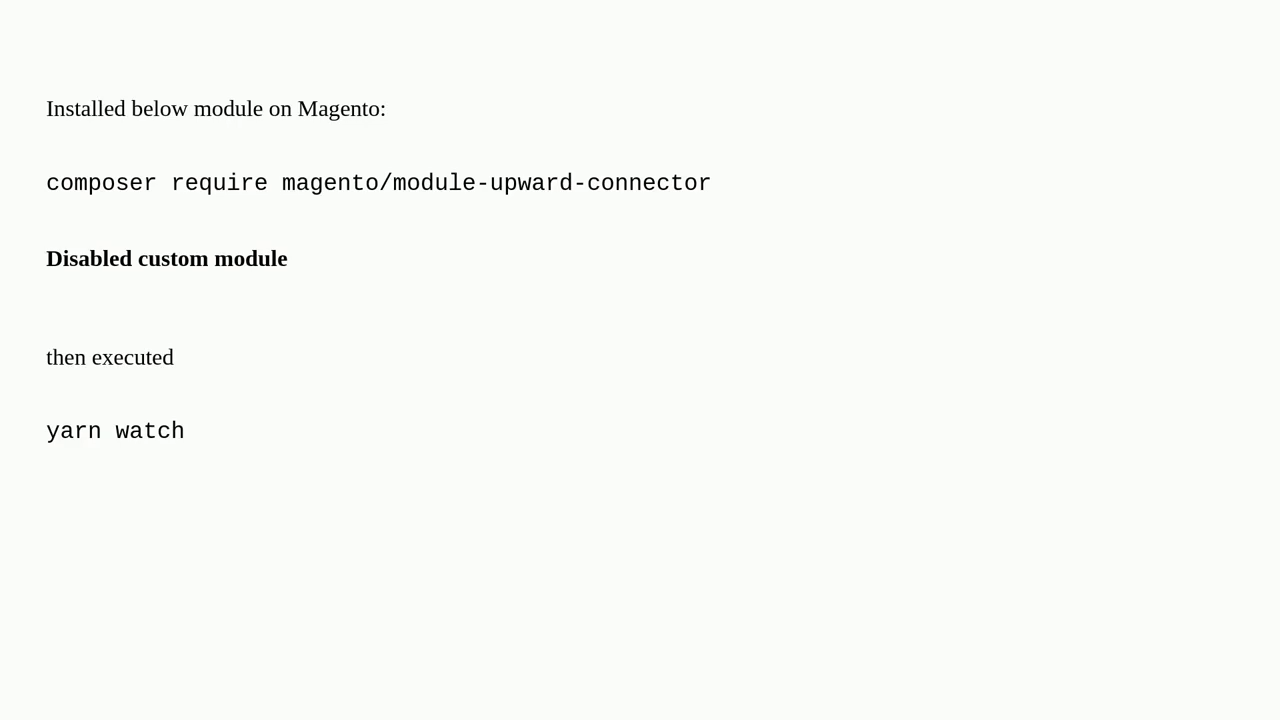 Installed below module on Magento:
composer require magento/module-upward-connector
Disabled custom module
then executed
yarn watch